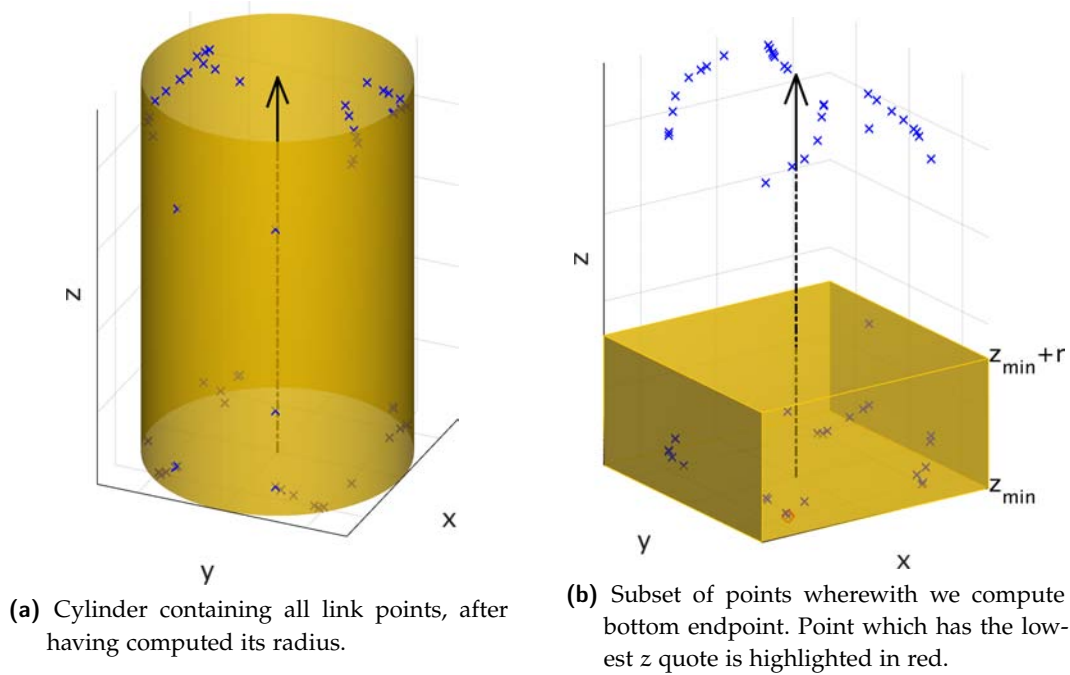 z
y
x
z
y
x
z_min+r
z_min
(a) Cylinder containing all link points, after
having computed its radius.
(b) Subset of points wherewith we compute
bottom endpoint. Point which has the low-
est z quote is highlighted in red.